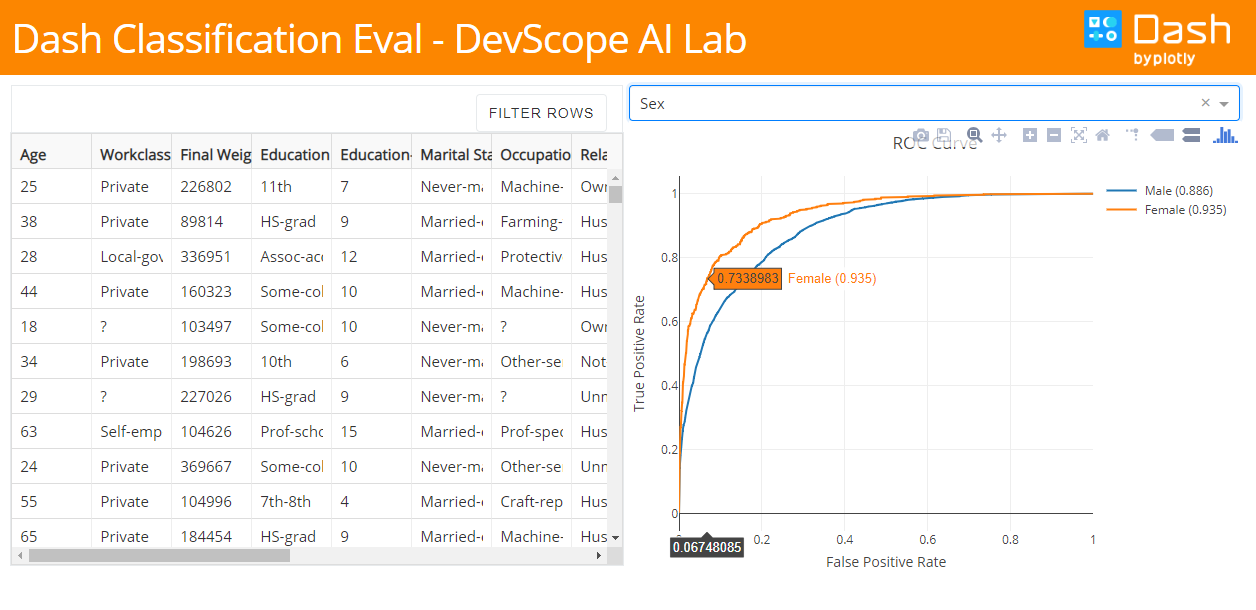 Dash Classification Eval - DevScope AI Lab
Dash
by plotly
FILTER ROWS
Sex
Age Workclass Final Weig Education Education- Marital Sta Occupatio Rela
25 Private 226802 11th 7 Never-ma Machine- Own
38 Private 89814 HS-grad 9 Married-c Farming- Hus
28 Local-gov 336951 Assoc-acc 12 Married-c Protectiv Hus
44 Private 160323 Some-col 10 Married-c Machine- Hus
18 ? 103497 Some-col 10 Never-ma ? Own
34 Private 198693 10th 6 Never-ma Other-se Not
29 ? 227026 HS-grad 9 Never-ma ? Unm
63 Self-emp 104626 Prof-scho 15 Married-c Prof-spec Hus
24 Private 369667 Some-col 10 Never-ma Other-se Unm
55 Private 104996 7th-8th 4 Married-c Craft-rep Hus
65 Private 184454 HS-grad 9 Married-c Machine- Hus
ROC Curve
Male (0.886)
Female (0.935)
1
0.8
0.7338983 Female (0.935)
0.6
0.4
0.2
0
True Positive Rate
0.2 0.4 0.6 0.8 1
0.06748085
False Positive Rate